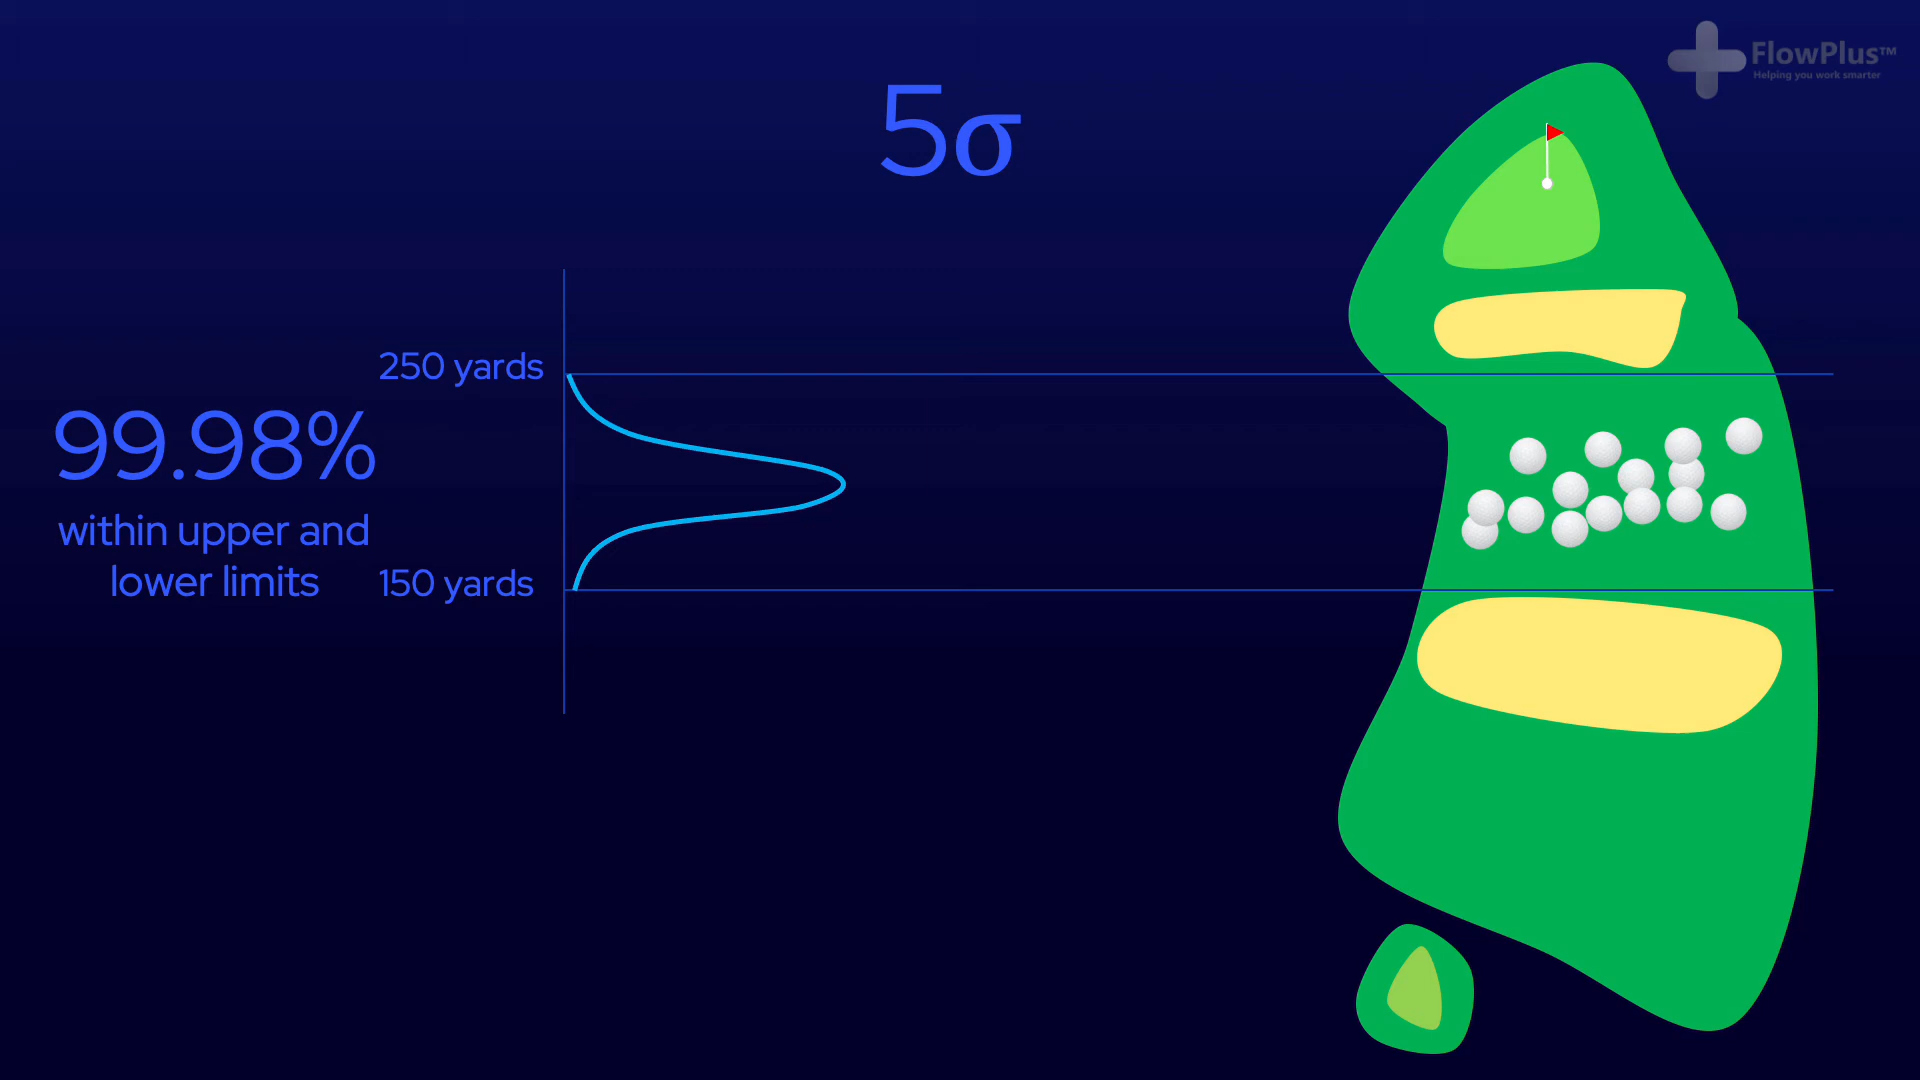 FlowPlus™
Helping you work smarter
5σ
250 yards
99.98%
within upper and
lower limits
150 yards